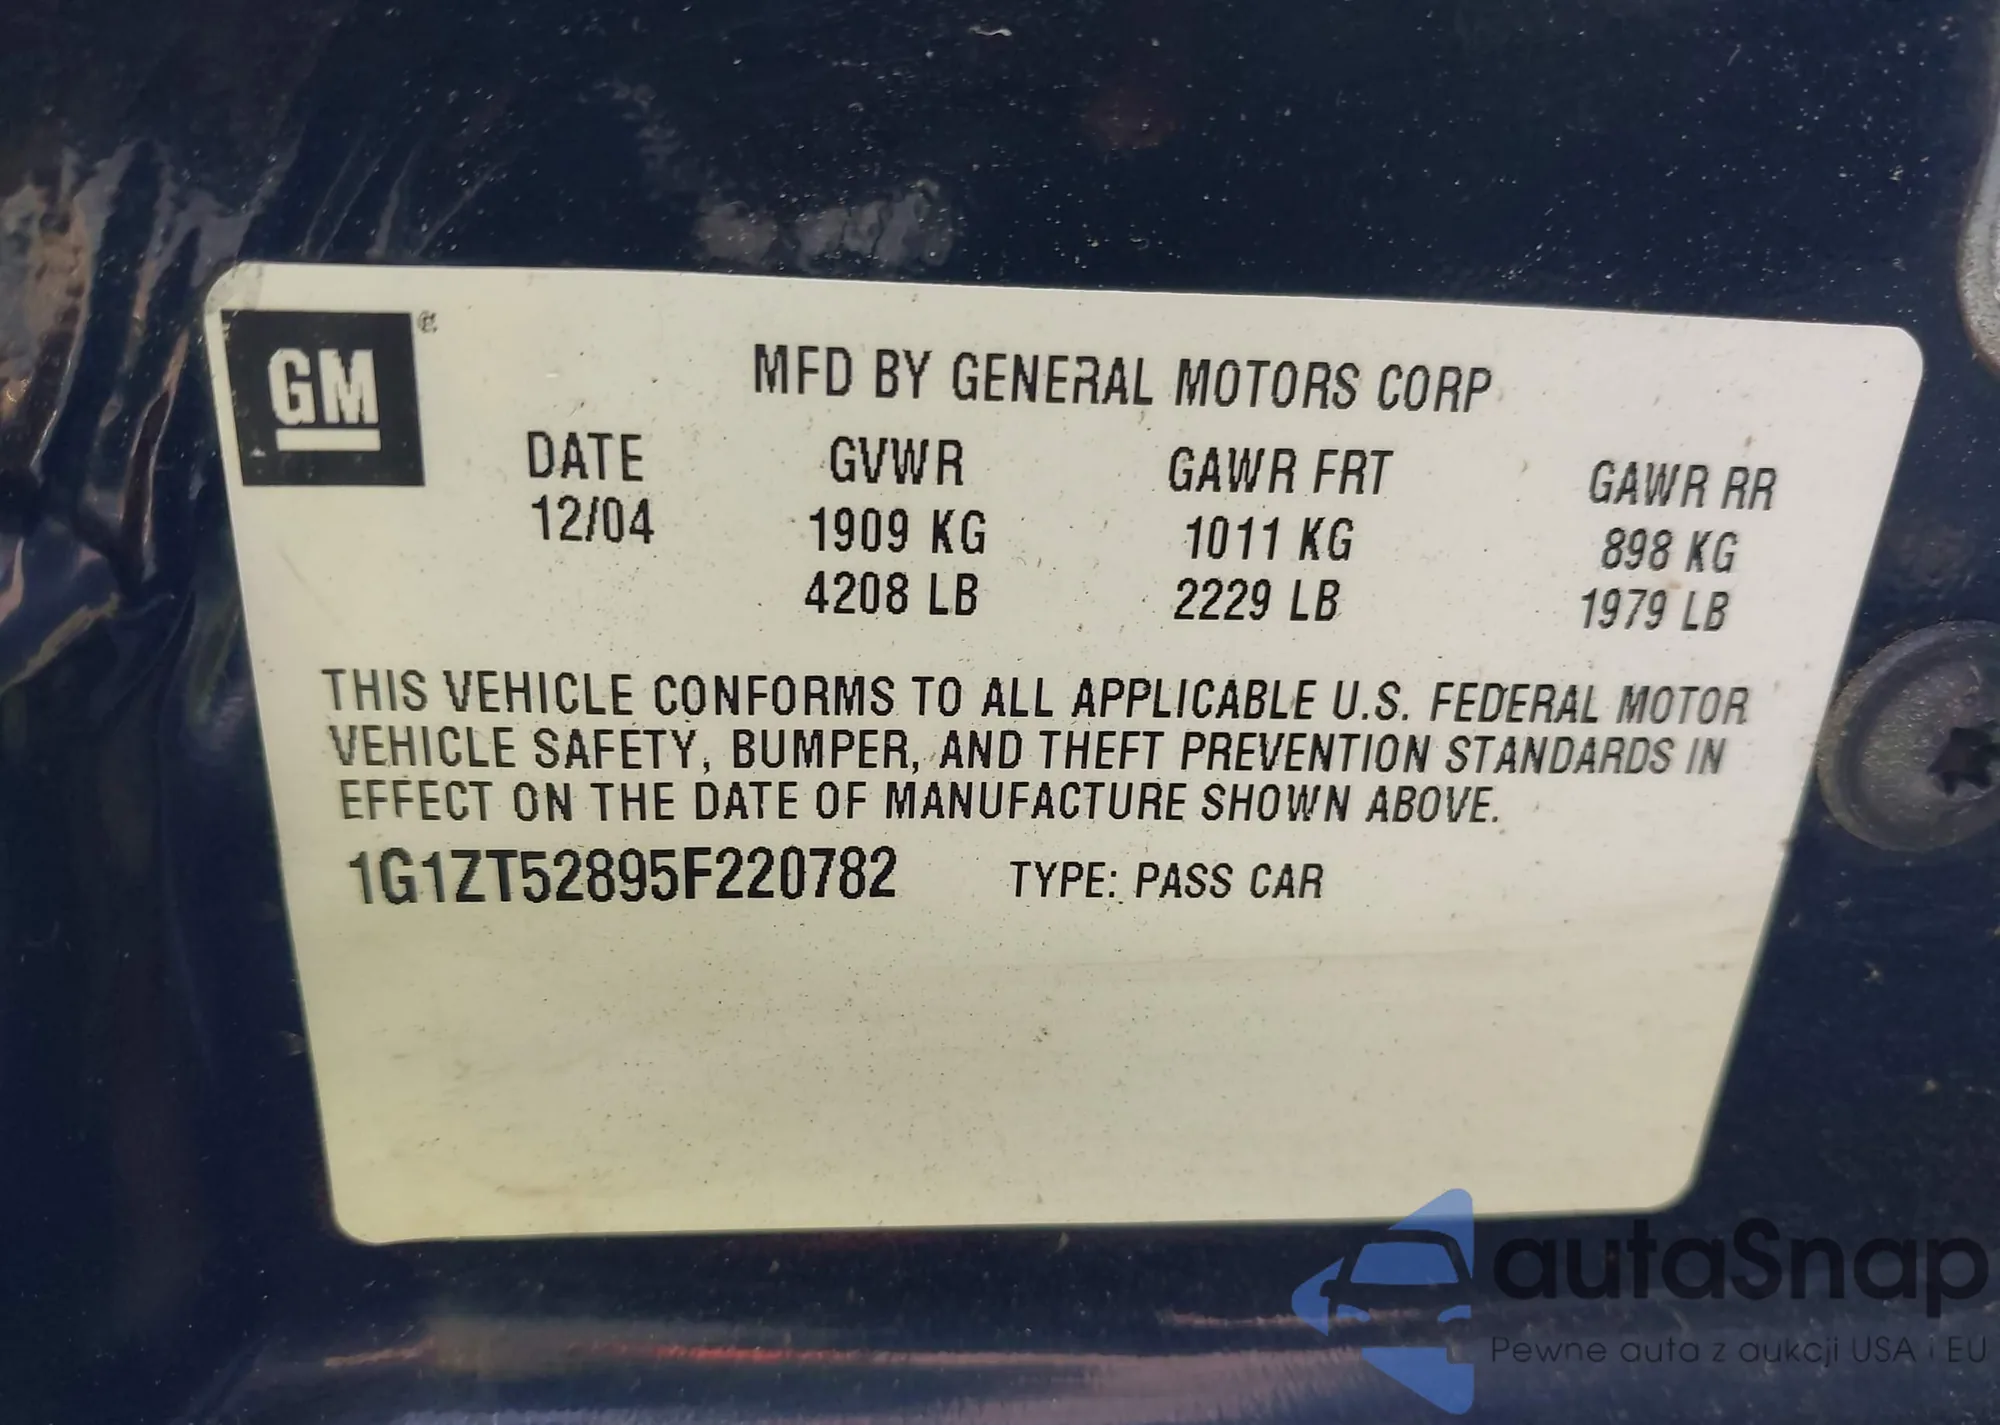 GM
MFD BY GENERAL MOTORS CORP
DATE GVWR GAWR FRT GAWR RR
12/04 1909 KG 1011 KG 898 KG
4208 LB 2229 LB 1979 LB
THIS VEHICLE CONFORMS TO ALL APPLICABLE U.S. FEDERAL MOTOR
VEHICLE SAFETY, BUMPER, AND THEFT PREVENTION STANDARDS IN
EFFECT ON THE DATE OF MANUFACTURE SHOWN ABOVE.
1G1ZT52895F220782 TYPE: PASS CAR
autaSnap
Pewne auta z aukcji USA i EU